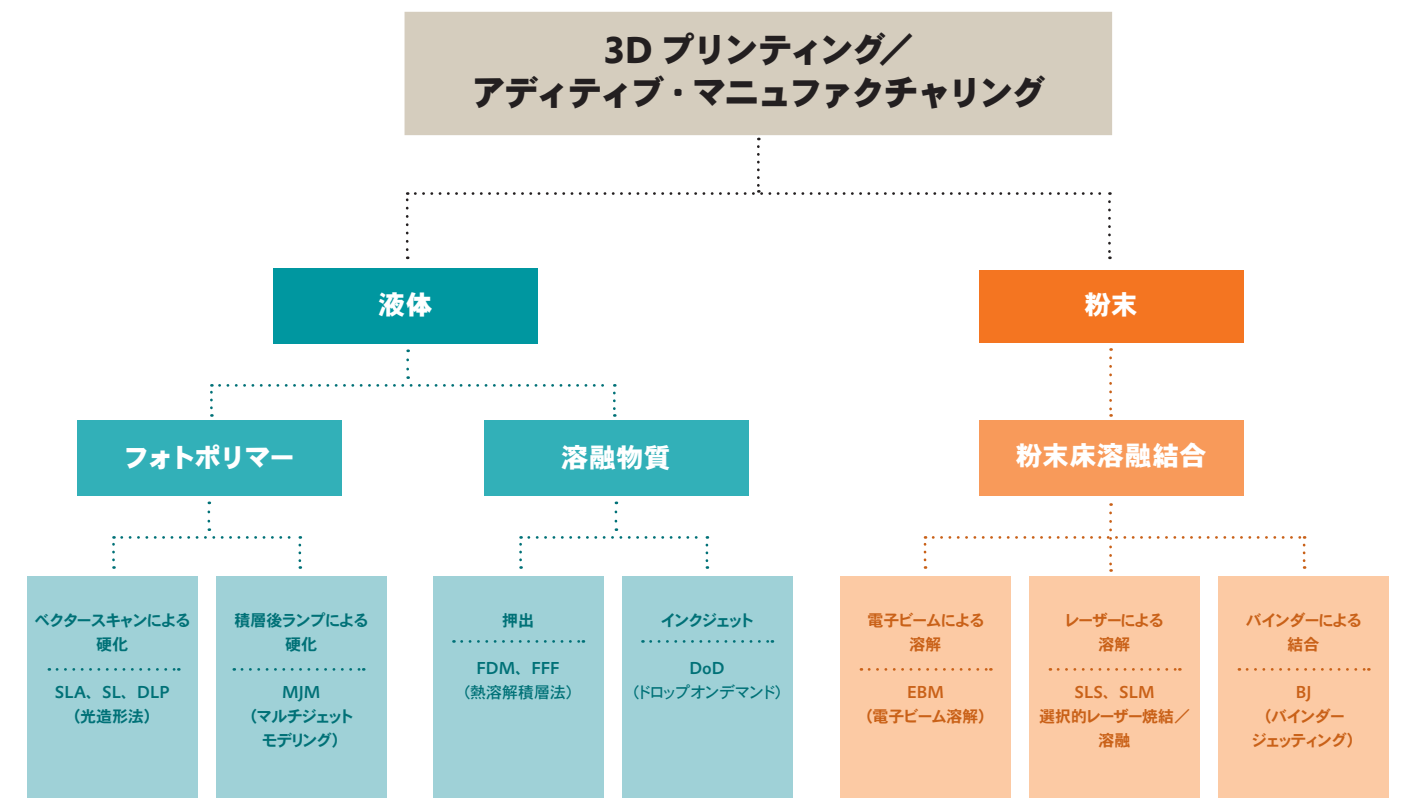 3D プリンティング／
アディティブ・マニュファクチャリング
液体
粉末
フォトポリマー
溶融物質
粉末床溶融結合
ベクタースキャンによる
硬化
SLA、SL、DLP
（光造形法）
積層後ランプによる
硬化
MJM
（マルチジェット
モデリング）
押出
FDM、FFF
（熱溶解積層法）
インクジェット
DoD
（ドロップオンデマンド）
電子ビームによる
溶解
EBM
（電子ビーム溶解）
レーザーによる
溶解
SLS、SLM
選択的レーザー焼結／
溶融
バインダーによる
結合
BJ
（バインダー
ジェッティング）